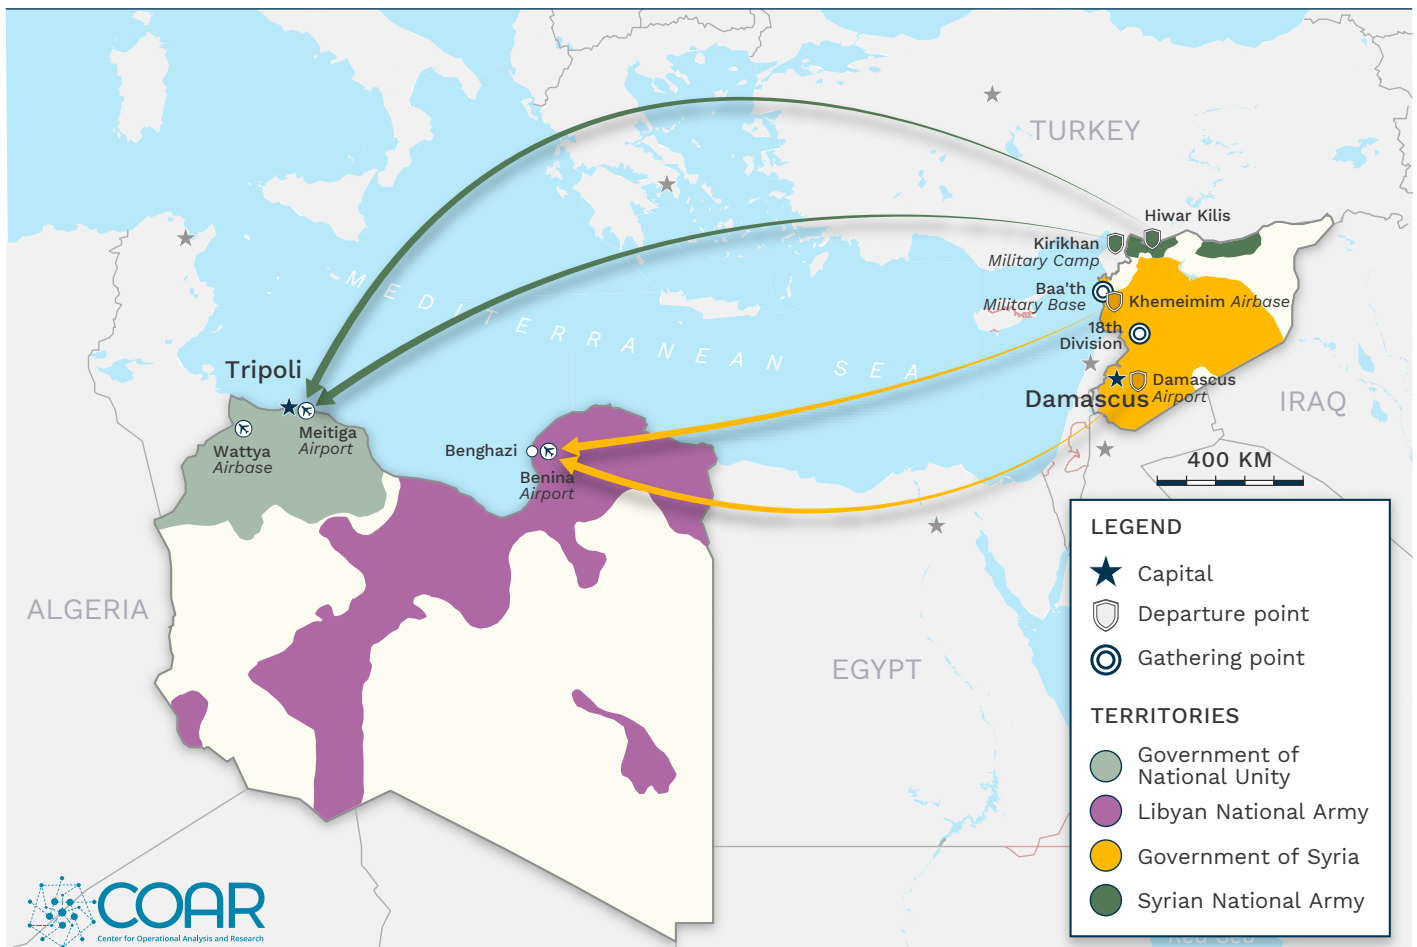 TURKEY
Hiwar Kilis
Kirikhan
Military Camp
Baa'th
Military Base
Khemeimim Airbase
18th
Division
MEDITERRANEAN SEA
Tripoli
Damascus
Damascus
Airport
IRAQ
Meitiga
Airport
Wattya
Airbase
Benghazi
Benina
Airport
400 KM
ALGERIA
EGYPT
LEGEND
Capital
Departure point
Gathering point
TERRITORIES
Government of
National Unity
Libyan National Army
Government of Syria
Syrian National Army
Red Sea
COAR
Center for Operational Analysis and Research